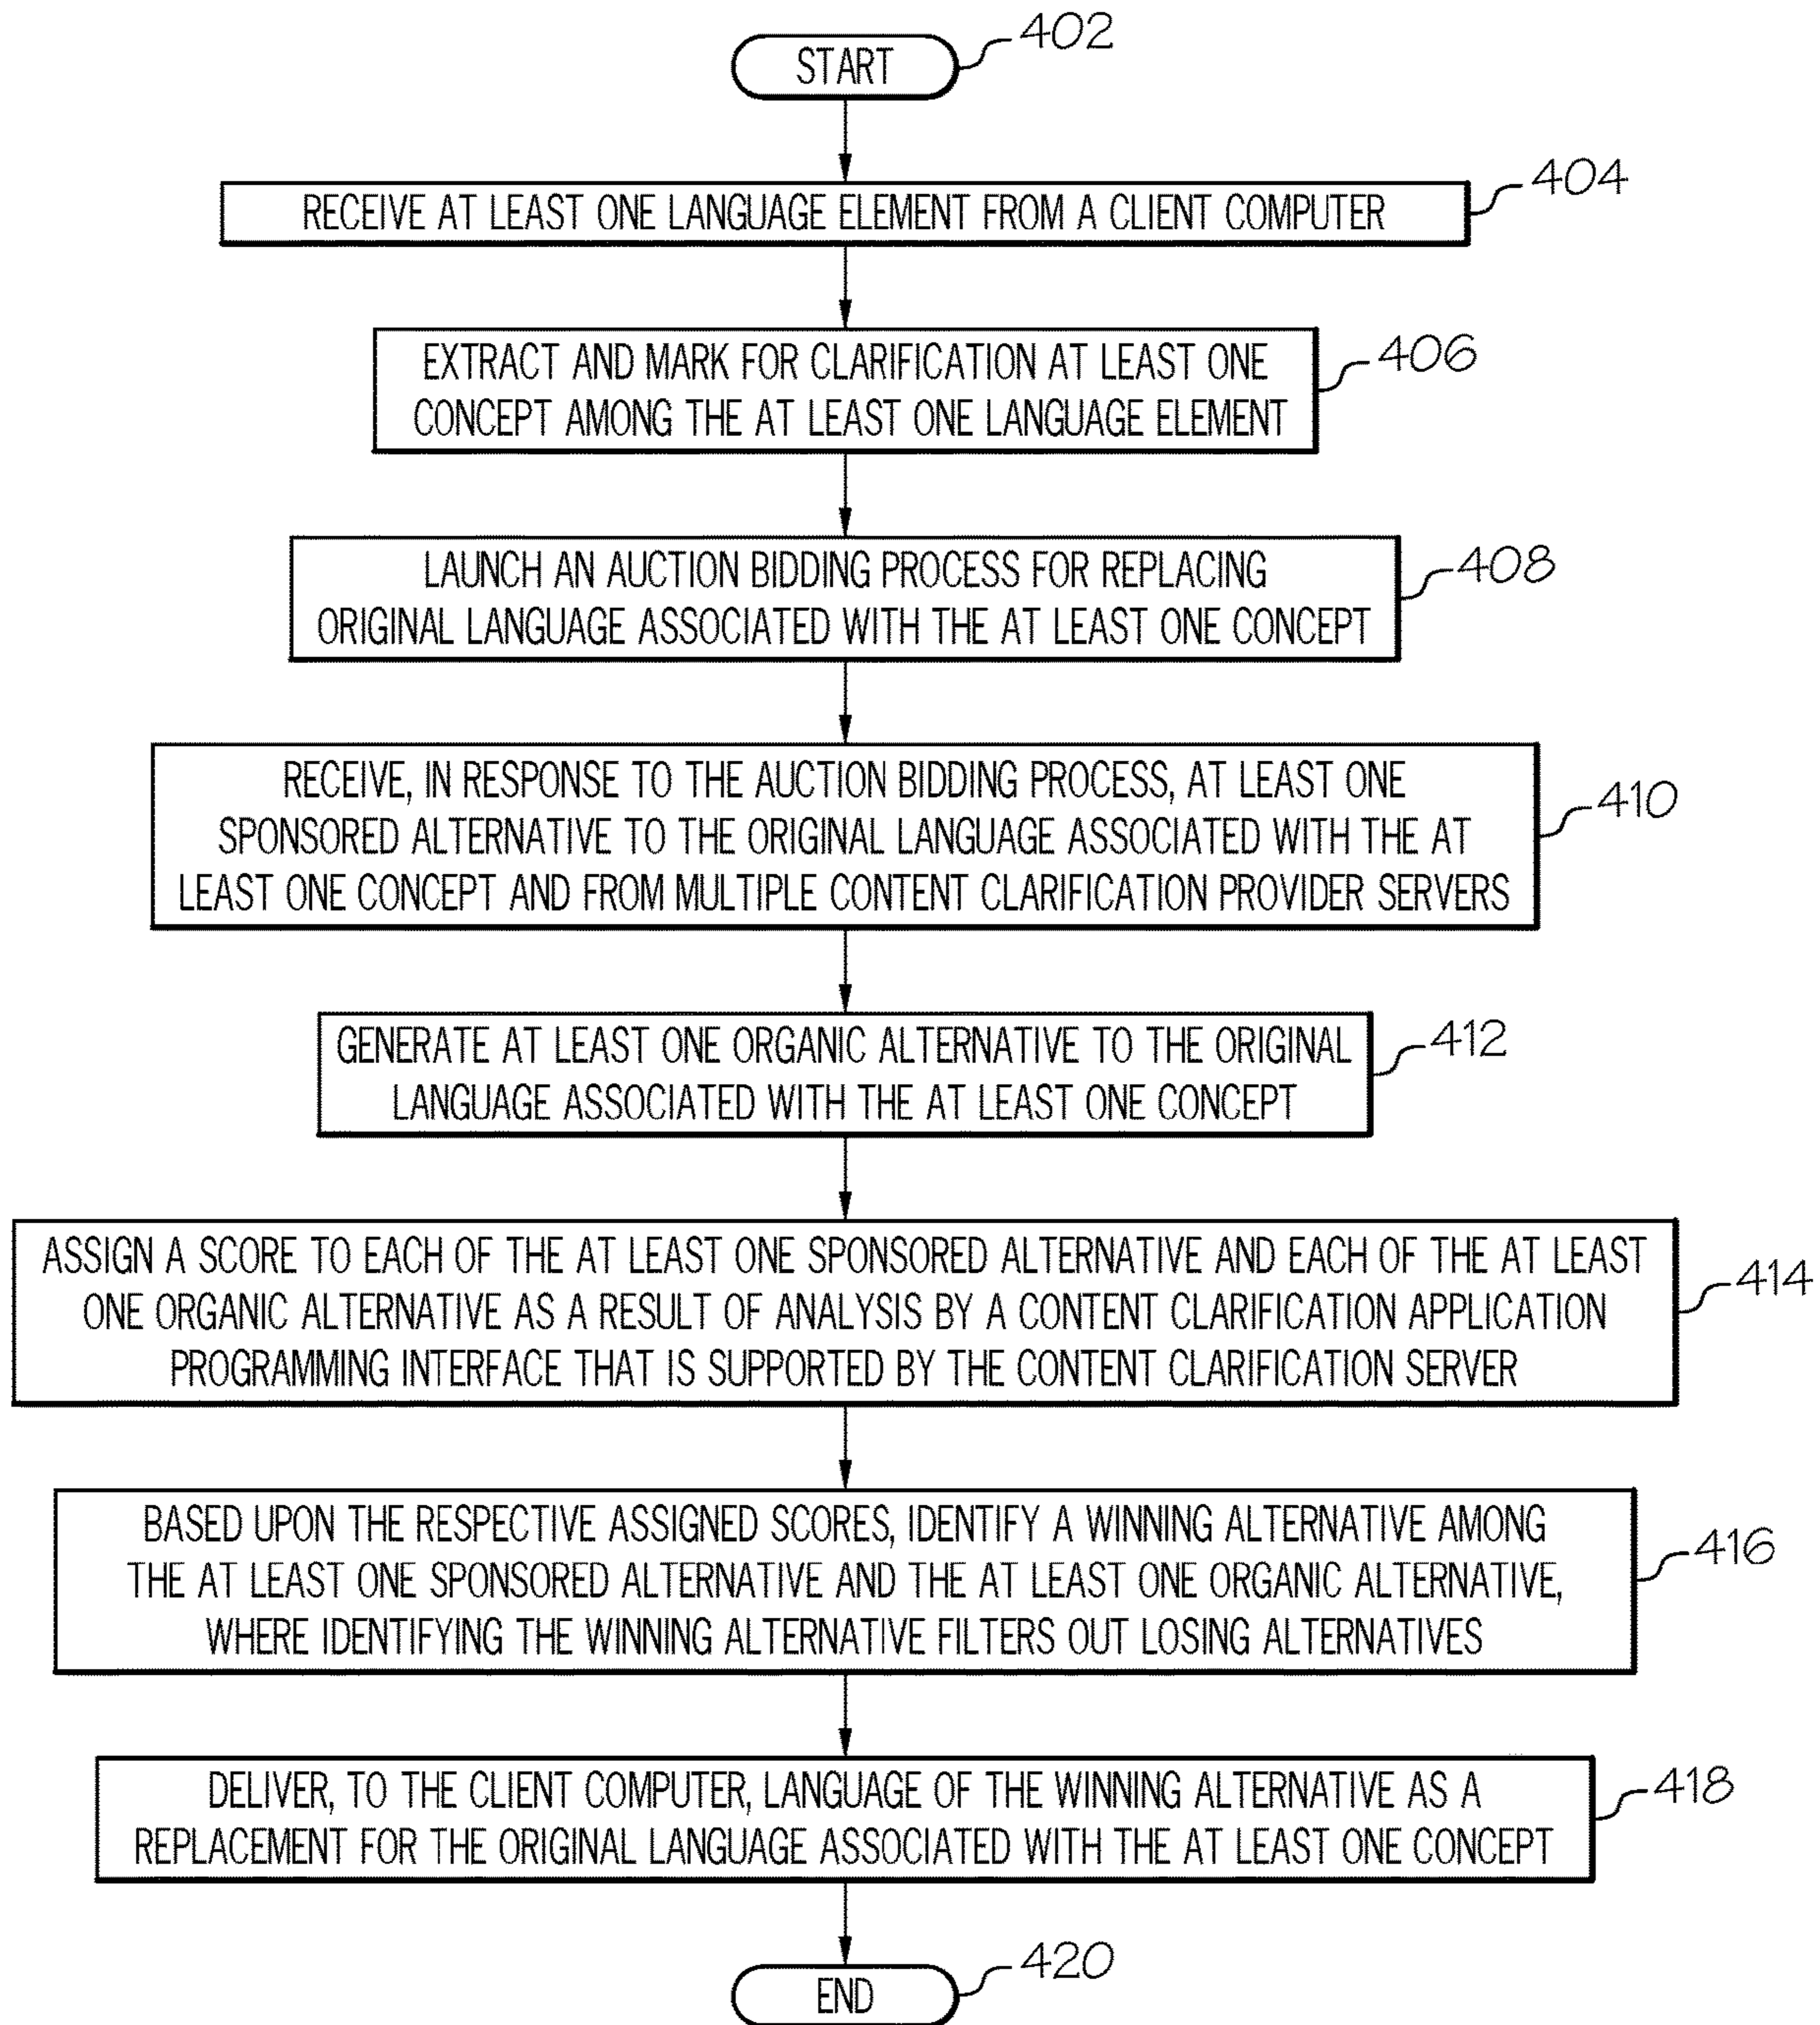 START
402
RECEIVE AT LEAST ONE LANGUAGE ELEMENT FROM A CLIENT COMPUTER
404
EXTRACT AND MARK FOR CLARIFICATION AT LEAST ONE
CONCEPT AMONG THE AT LEAST ONE LANGUAGE ELEMENT
406
LAUNCH AN AUCTION BIDDING PROCESS FOR REPLACING
ORIGINAL LANGUAGE ASSOCIATED WITH THE AT LEAST ONE CONCEPT
408
RECEIVE, IN RESPONSE TO THE AUCTION BIDDING PROCESS, AT LEAST ONE
SPONSORED ALTERNATIVE TO THE ORIGINAL LANGUAGE ASSOCIATED WITH THE AT
LEAST ONE CONCEPT AND FROM MULTIPLE CONTENT CLARIFICATION PROVIDER SERVERS
410
GENERATE AT LEAST ONE ORGANIC ALTERNATIVE TO THE ORIGINAL
LANGUAGE ASSOCIATED WITH THE AT LEAST ONE CONCEPT
412
ASSIGN A SCORE TO EACH OF THE AT LEAST ONE SPONSORED ALTERNATIVE AND EACH OF THE AT LEAST
ONE ORGANIC ALTERNATIVE AS A RESULT OF ANALYSIS BY A CONTENT CLARIFICATION APPLICATION
PROGRAMMING INTERFACE THAT IS SUPPORTED BY THE CONTENT CLARIFICATION SERVER
414
BASED UPON THE RESPECTIVE ASSIGNED SCORES, IDENTIFY A WINNING ALTERNATIVE AMONG
THE AT LEAST ONE SPONSORED ALTERNATIVE AND THE AT LEAST ONE ORGANIC ALTERNATIVE,
WHERE IDENTIFYING THE WINNING ALTERNATIVE FILTERS OUT LOSING ALTERNATIVES
416
DELIVER, TO THE CLIENT COMPUTER, LANGUAGE OF THE WINNING ALTERNATIVE AS A
REPLACEMENT FOR THE ORIGINAL LANGUAGE ASSOCIATED WITH THE AT LEAST ONE CONCEPT
418
END
420